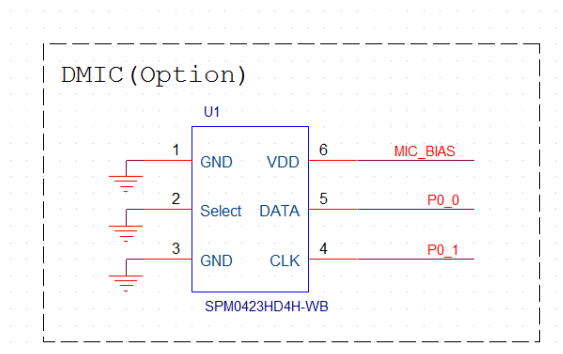 DMIC(Option)
U1
1 GND VDD 6 MIC_BIAS
2 Select DATA 5 P0_0
3 GND CLK 4 P0_1
SPM0423HD4H-WB